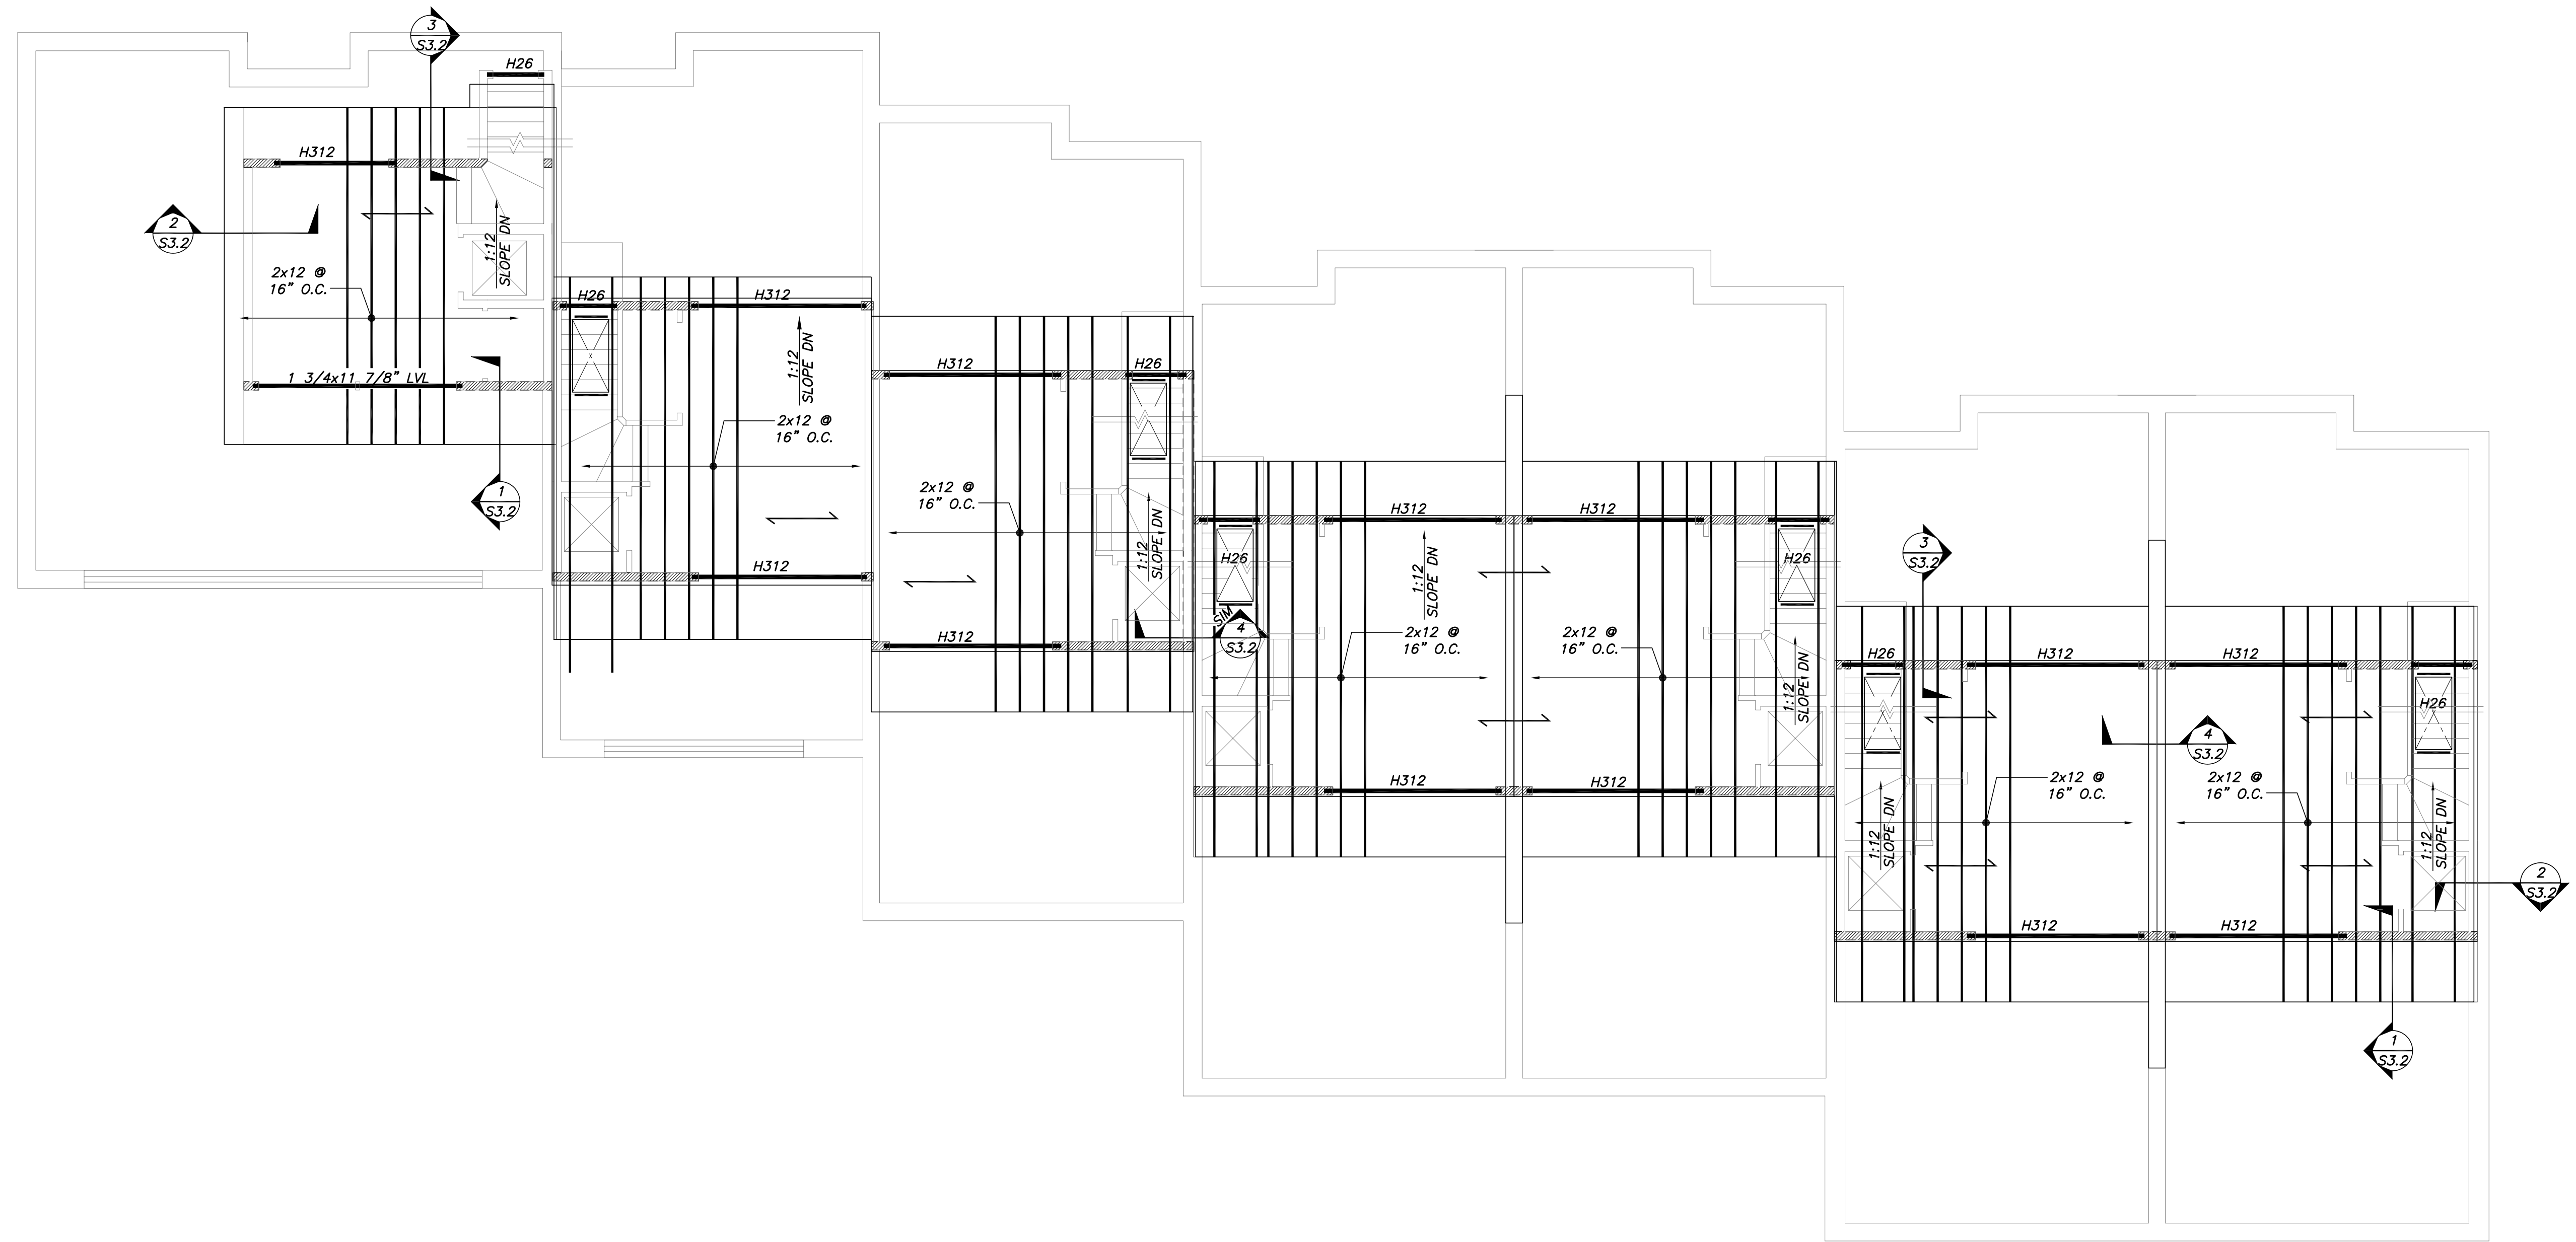 3
S3.2
H26
H312
2
S3.2
1:12
SLOPE DN
2x12 @
16" O.C.
1 3/4x11 7/8" LVL
1
S3.2
H26
H312
1:12
SLOPE DN
2x12 @
16" O.C.
H312
H312
H26
2x12 @
16" O.C.
1:12
SLOPE DN
H312
SIM
4
S3.2
H312
H312
H26
H26
1:12
SLOPE DN
2x12 @
16" O.C.
2x12 @
16" O.C.
1:12
SLOPE DN
H312
H312
3
S3.2
H26
H312
H312
H26
4
S3.2
2x12 @
16" O.C.
2x12 @
16" O.C.
1:12
SLOPE DN
1:12
SLOPE DN
2
S3.2
H312
H312
1
S3.2